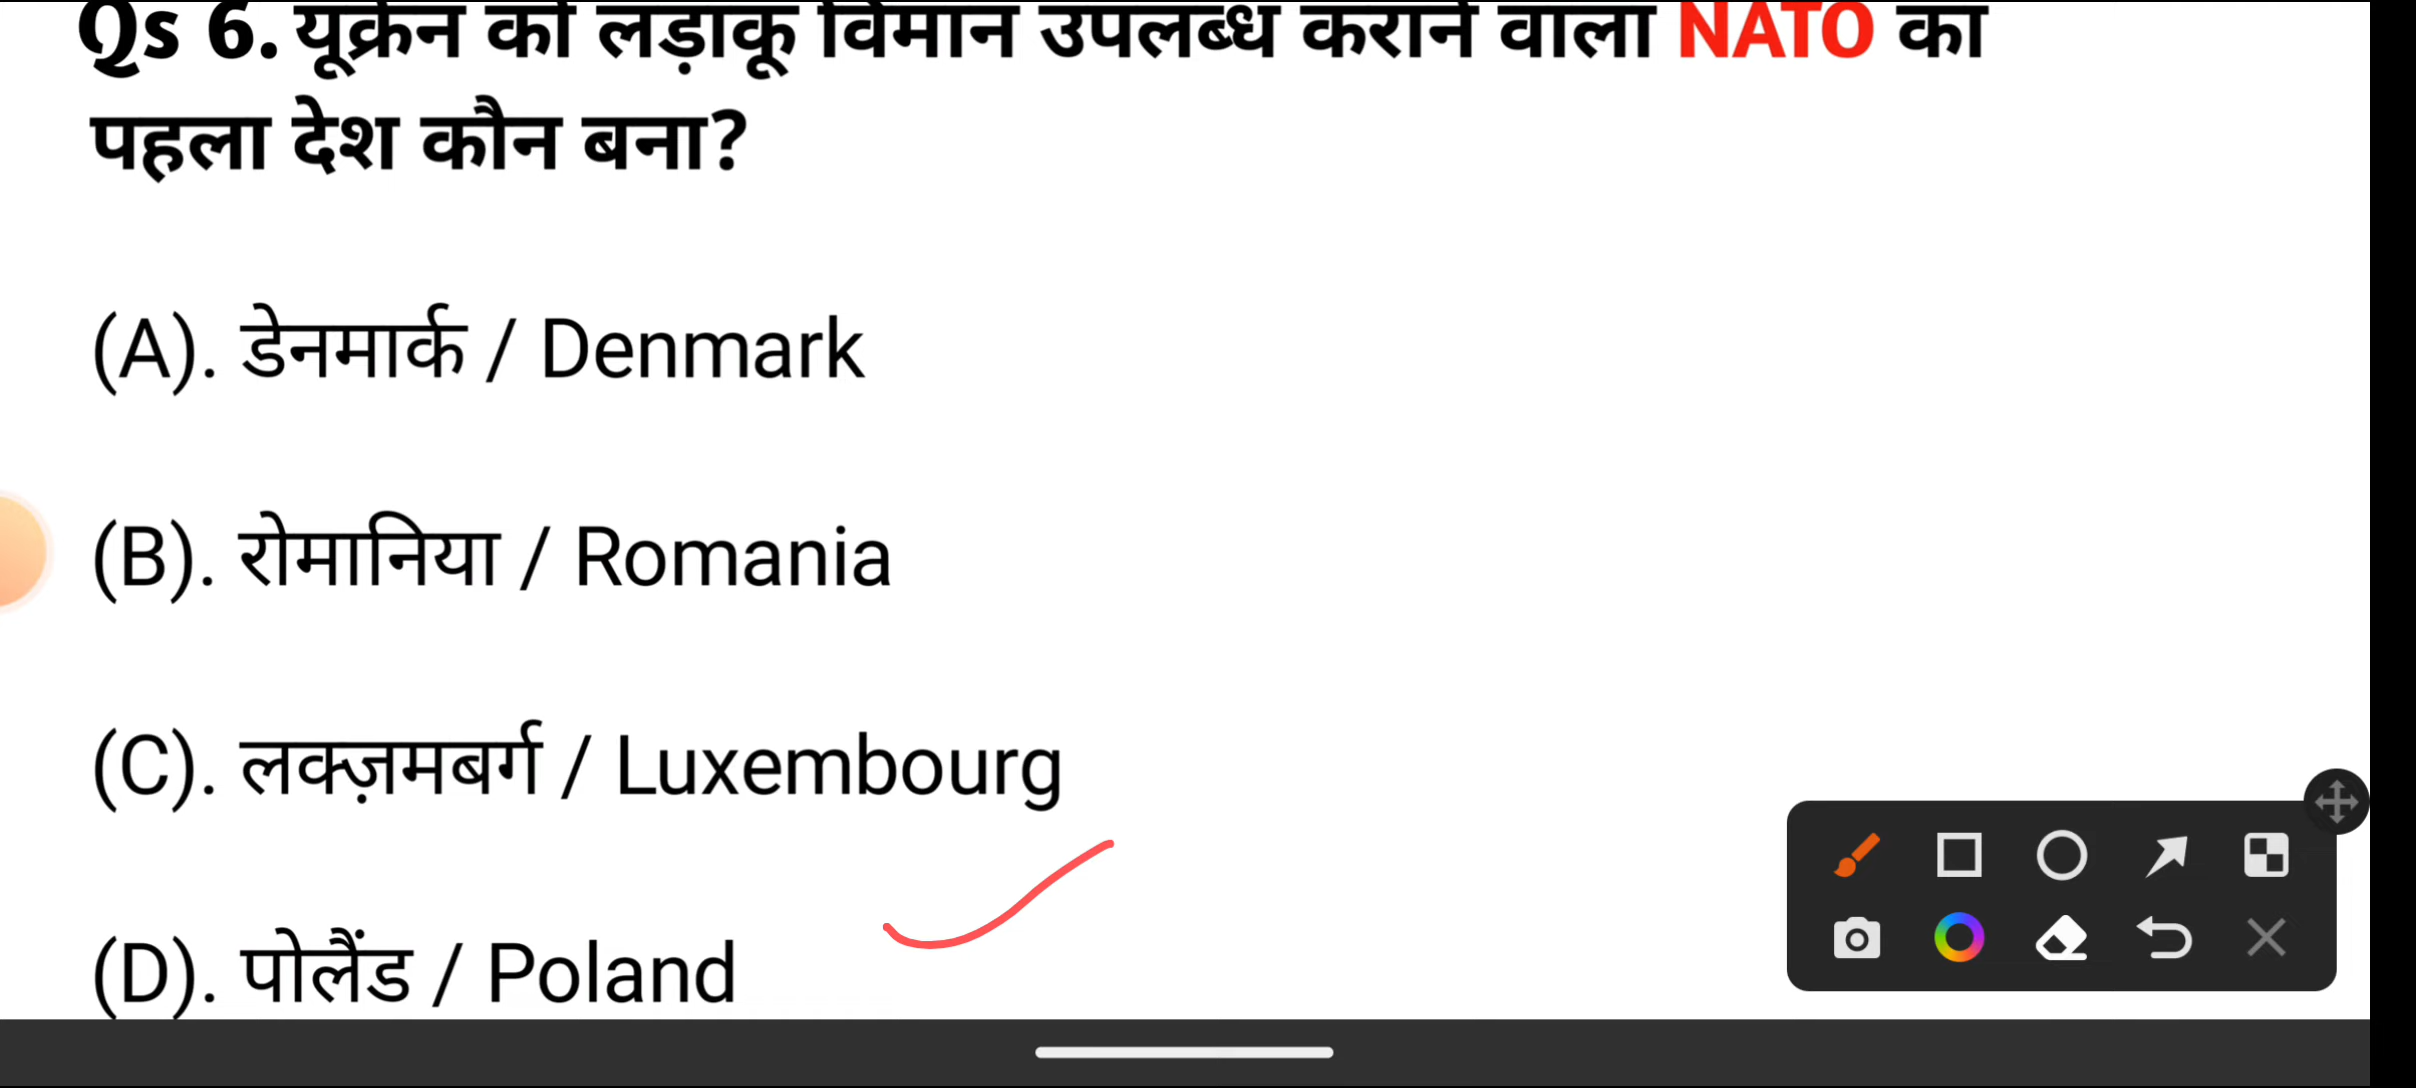 Qs 6. यूक्रेन को लड़ाकू विमान उपलब्ध कराने वाला NATO का
पहला देश कौन बना?
(A). डेनमार्क / Denmark
(B). रोमानिया / Romania
(C). लक्ज़मबर्ग / Luxembourg
(D). पोलैंड / Poland